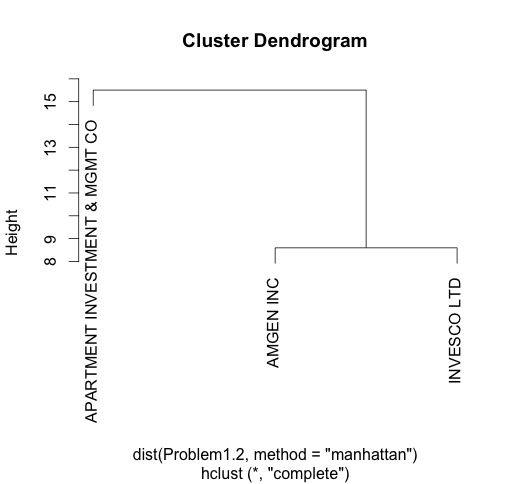 Cluster Dendrogram
Height
15
13
11
9
8
APARTMENT INVESTMENT & MGMT CO
AMGEN INC
INVESCO LTD
dist(Problem1.2, method = "manhattan")
hclust (*, "complete")